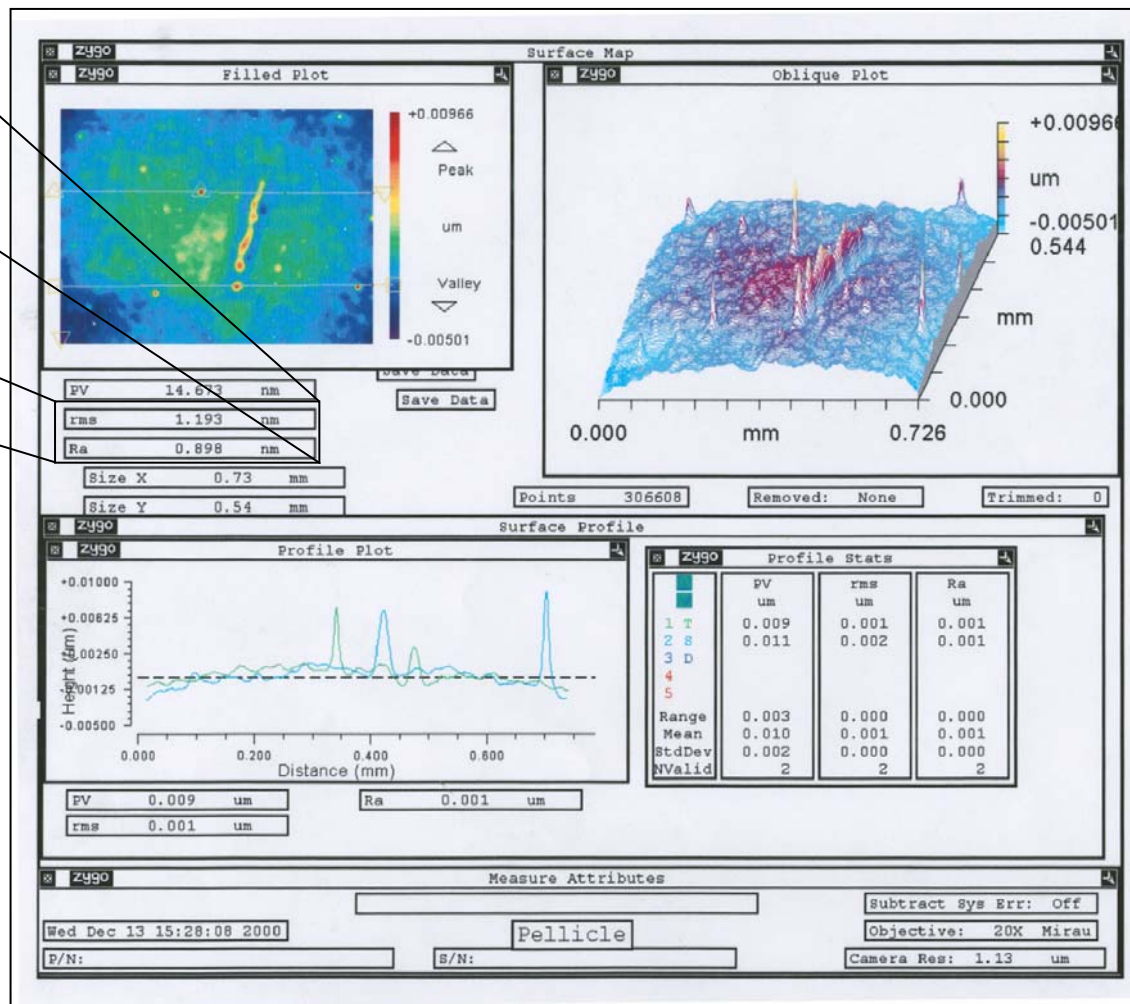 zygo Surface Map
zygo Filled Plot
+0.00966
Peak
um
Valley
-0.00501
zygo Oblique Plot
+0.00966
um
-0.00501
0.544
mm
0.000
0.000 mm 0.726
PV 14.673 nm
rms 1.193 nm
Ra 0.898 nm
Size X 0.73 mm
Size Y 0.54 mm
Save Data
Save Data
Points 306608
Removed: None
Trimmed: 0
zygo Surface Profile
zygo Profile Plot
+0.01000
+0.00625
+0.00250
-0.00125
-0.00500
Height (um)
0.000 0.200 0.400 0.600
Distance (mm)
zygo Profile Stats
PV rms Ra
um um um
1 T 0.009 0.001 0.001
2 S 0.011 0.002 0.001
3 D
4
5
Range 0.003 0.000 0.000
Mean 0.010 0.001 0.001
StdDev 0.002 0.000 0.000
NValid 2 2 2
PV 0.009 um
Ra 0.001 um
rms 0.001 um
zygo Measure Attributes
Subtract Sys Err: Off
Wed Dec 13 15:28:08 2000
Pellicle
Objective: 20X Mirau
P/N:
S/N:
Camera Res: 1.13 um